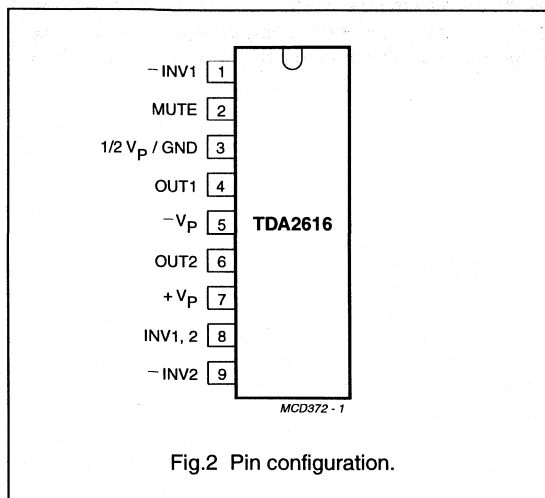 −INV1 1
MUTE 2
1/2 VP / GND 3
OUT1 4
−VP 5
TDA2616
OUT2 6
+VP 7
INV1, 2 8
−INV2 9
MCD372 - 1
Fig.2 Pin configuration.